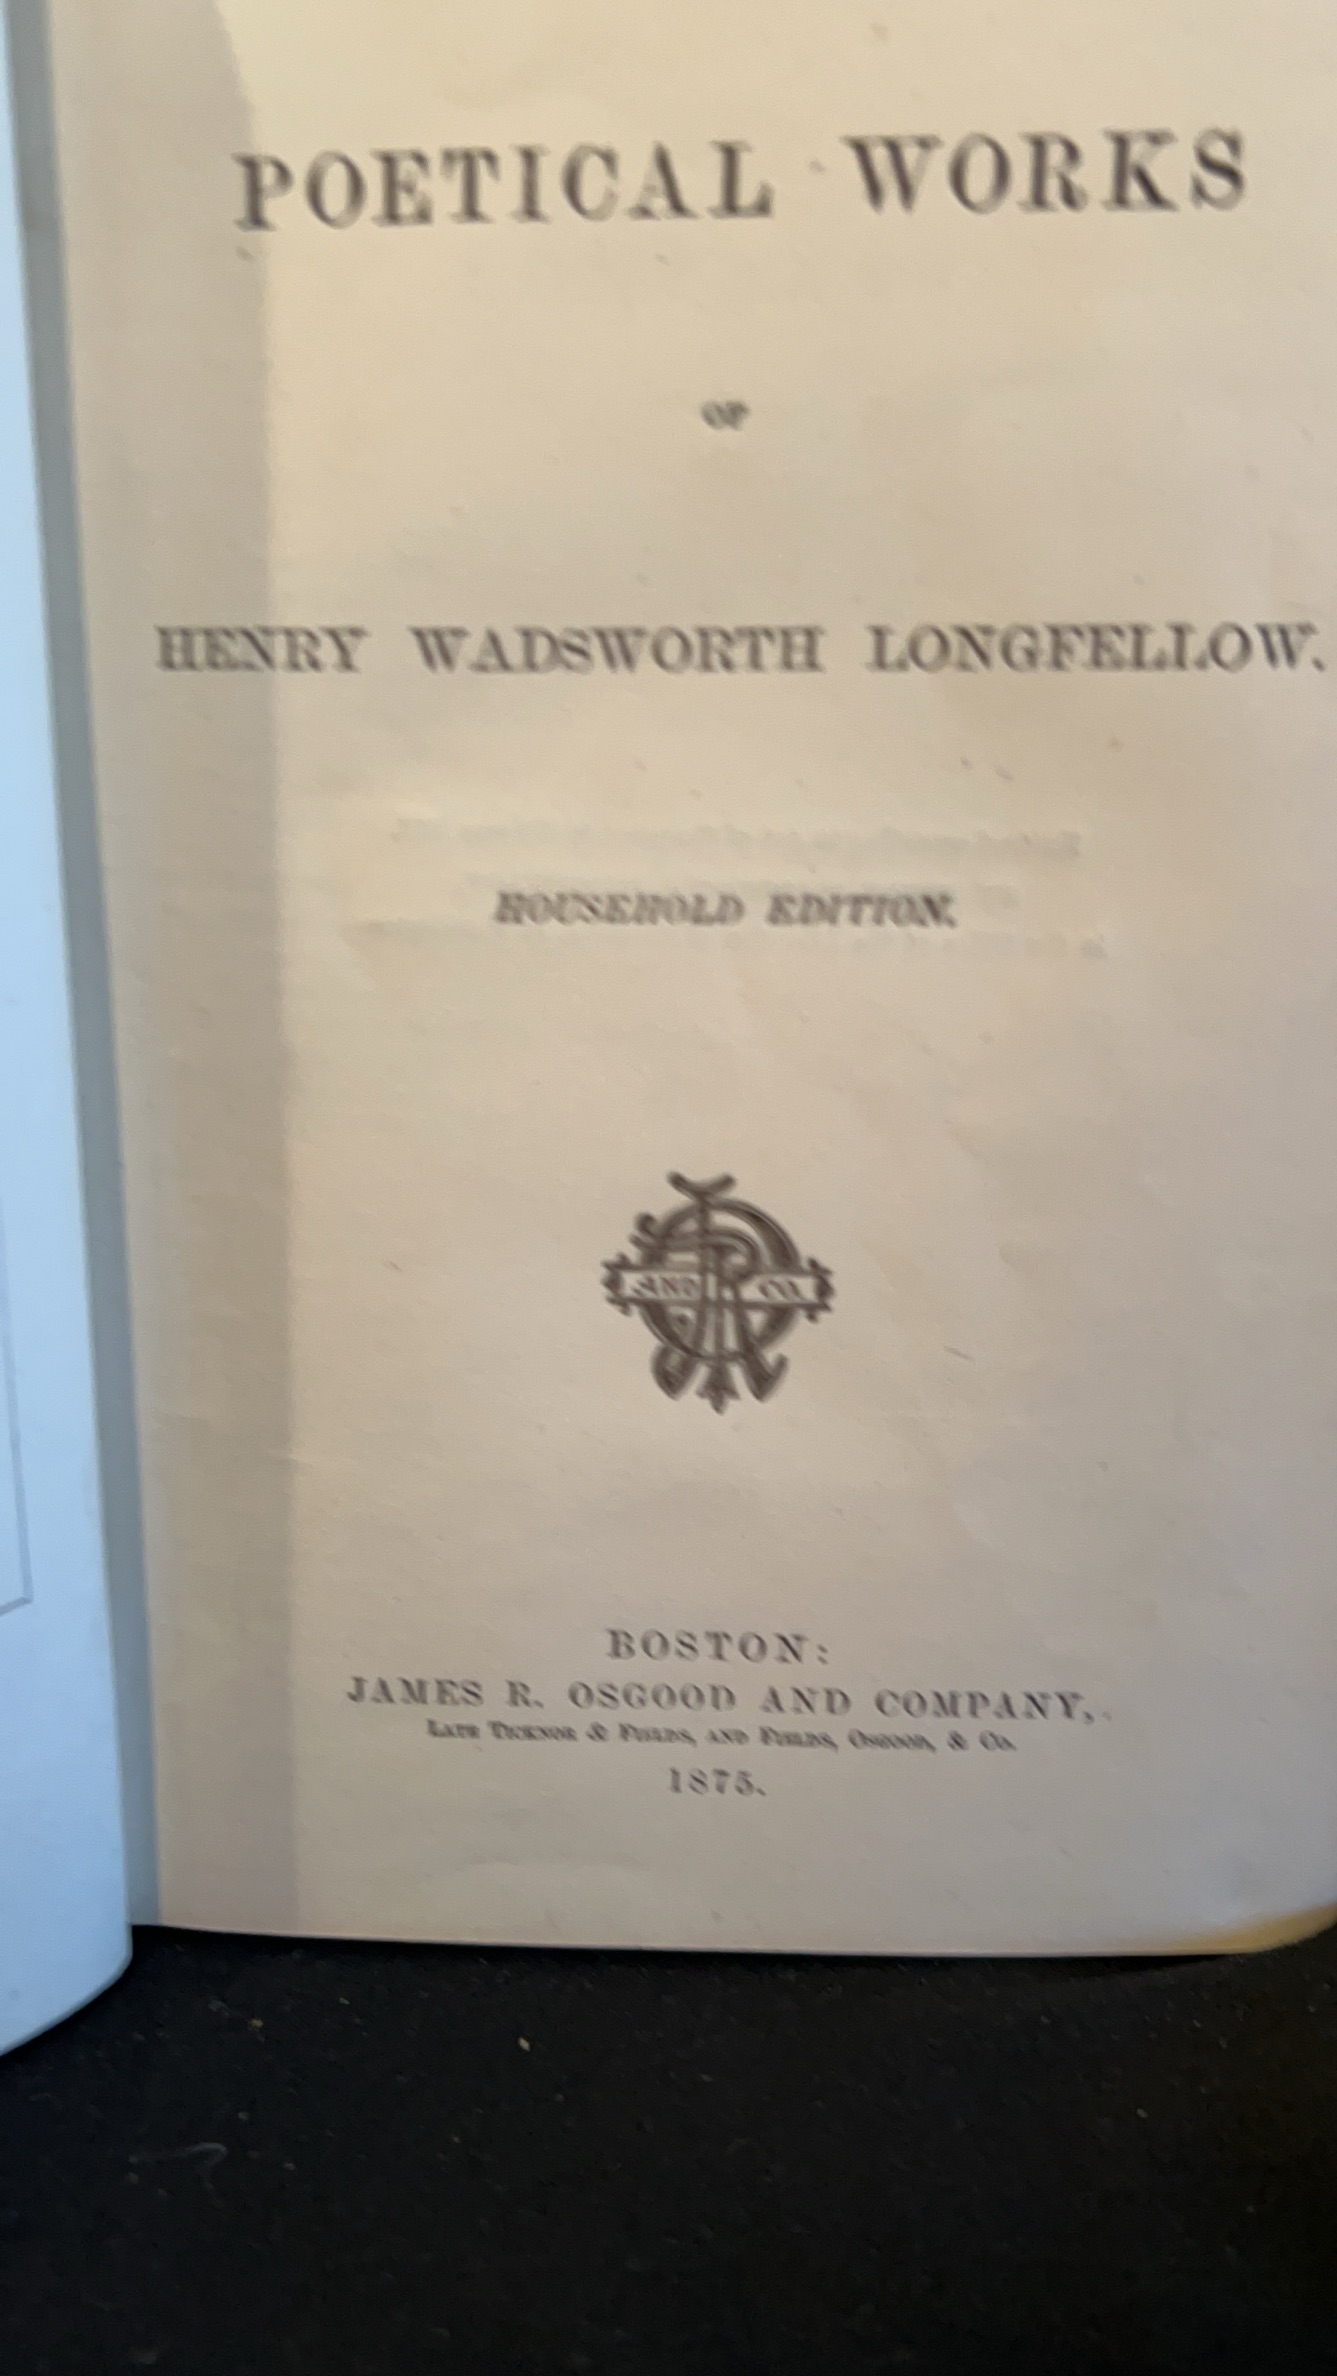 POETICAL WORKS
OF
HENRY WADSWORTH LONGFELLOW.
HOUSEHOLD EDITION.
AND CO.
BOSTON:
JAMES R. OSGOOD AND COMPANY,
LATE TICKNOR & FIELDS, AND FIELDS, OSGOOD, & CO.
1875.